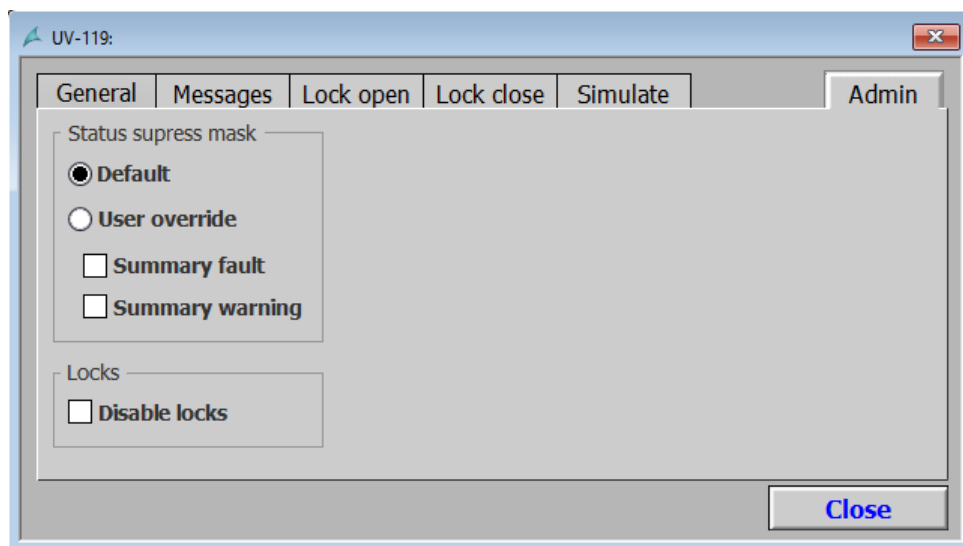 UV-119:
General Messages Lock open Lock close Simulate Admin
Status supress mask
Default
User override
Summary fault
Summary warning
Locks
Disable locks
Close